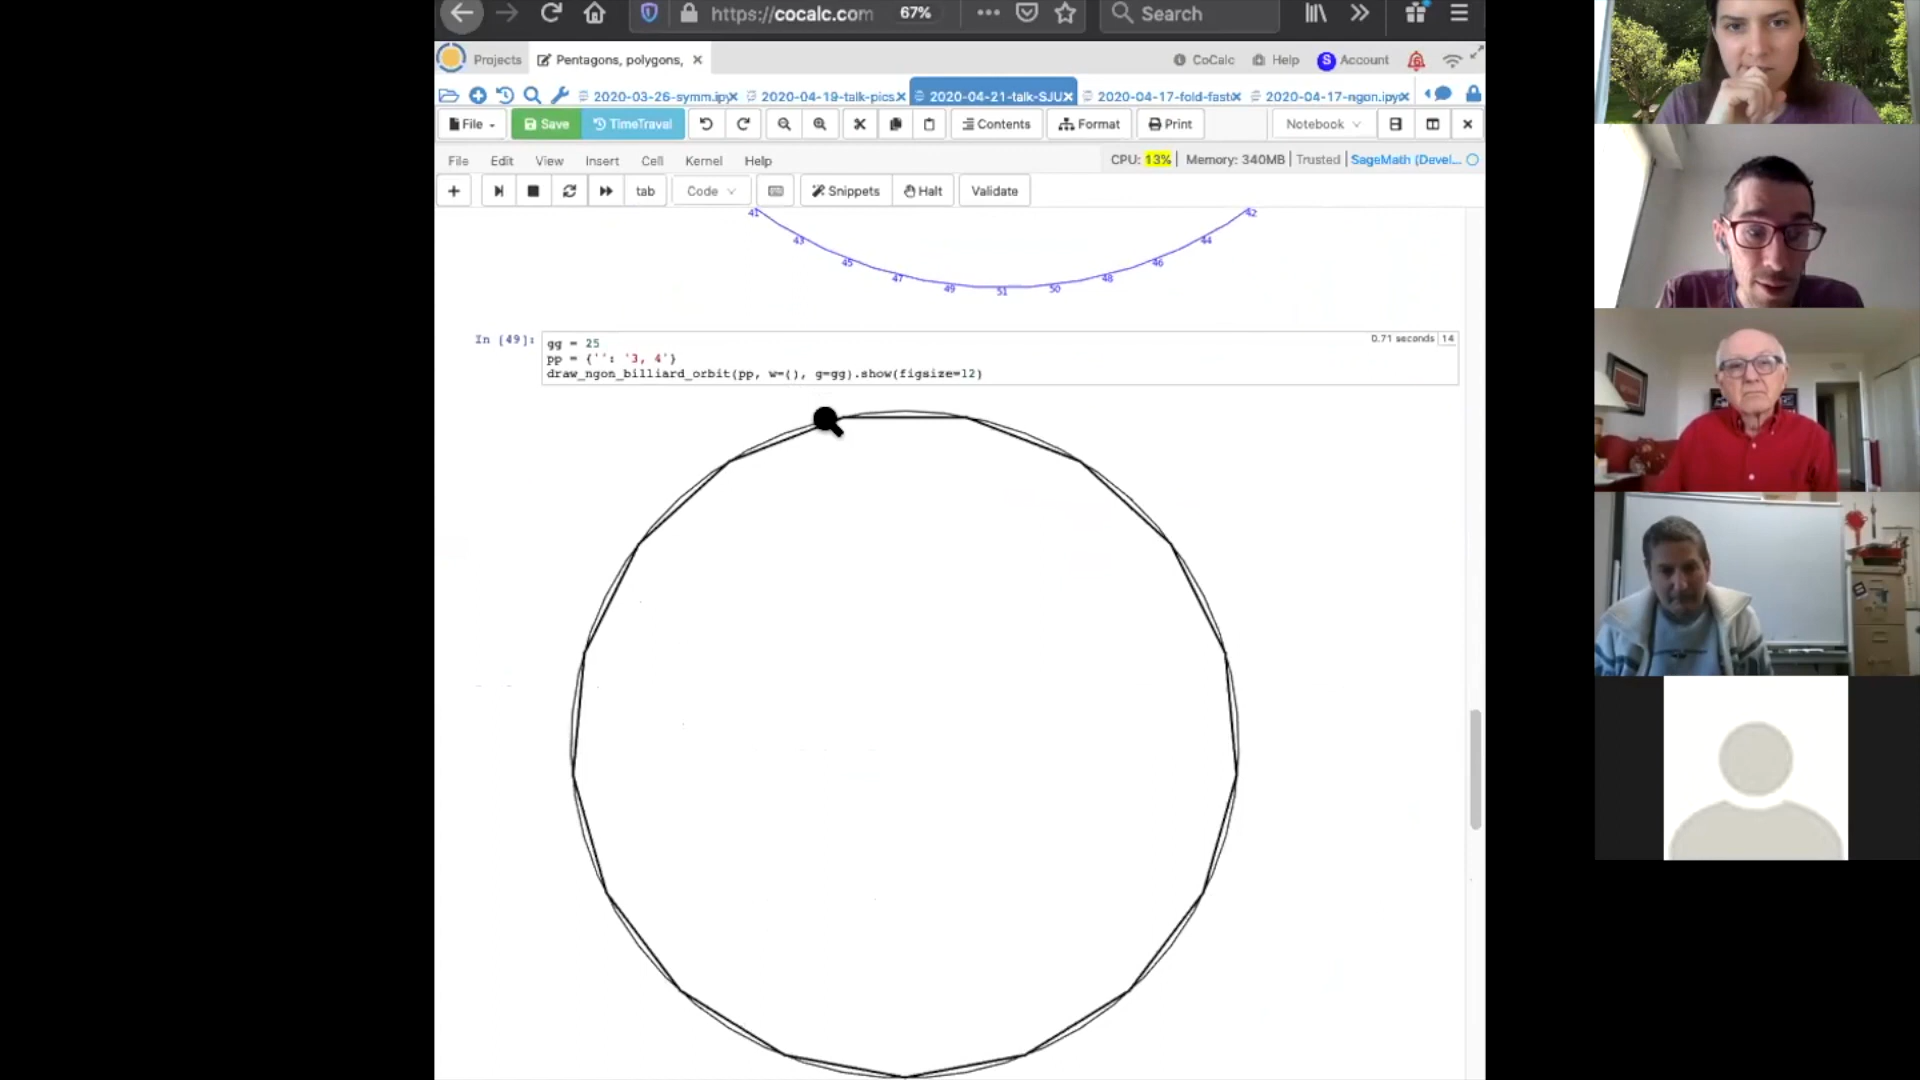 https://cocalc.com 67% Search
Projects Pentagons, polygons, CoCalc Help S Account
2020-03-26-symm.ipy 2020-04-19-talk-pics 2020-04-21-talk-SJU 2020-04-17-fold-fast 2020-04-17-ngon.ipy
File Save TimeTravel Contents Format Print Notebook
File Edit View Insert Cell Kernel Help CPU: 13% Memory: 340MB Trusted SageMath (Devel...
tab Code Snippets Halt Validate
41 42
43 44
45 46
47 48
49 51 50
In [49]: gg = 25 0.71 seconds 14
pp = {'': '3, 4'}
draw_ngon_billiard_orbit(pp, w=(), g=gg).show(figsize=12)